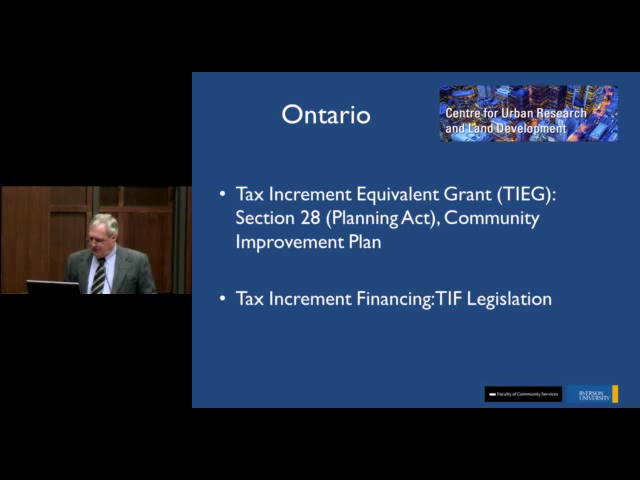 Ontario
Centre for Urban Research
and Land Development
• Tax Increment Equivalent Grant (TIEG):
Section 28 (Planning Act), Community
Improvement Plan
• Tax Increment Financing:TIF Legislation
Faculty of Community Services
RYERSON
UNIVERSITY